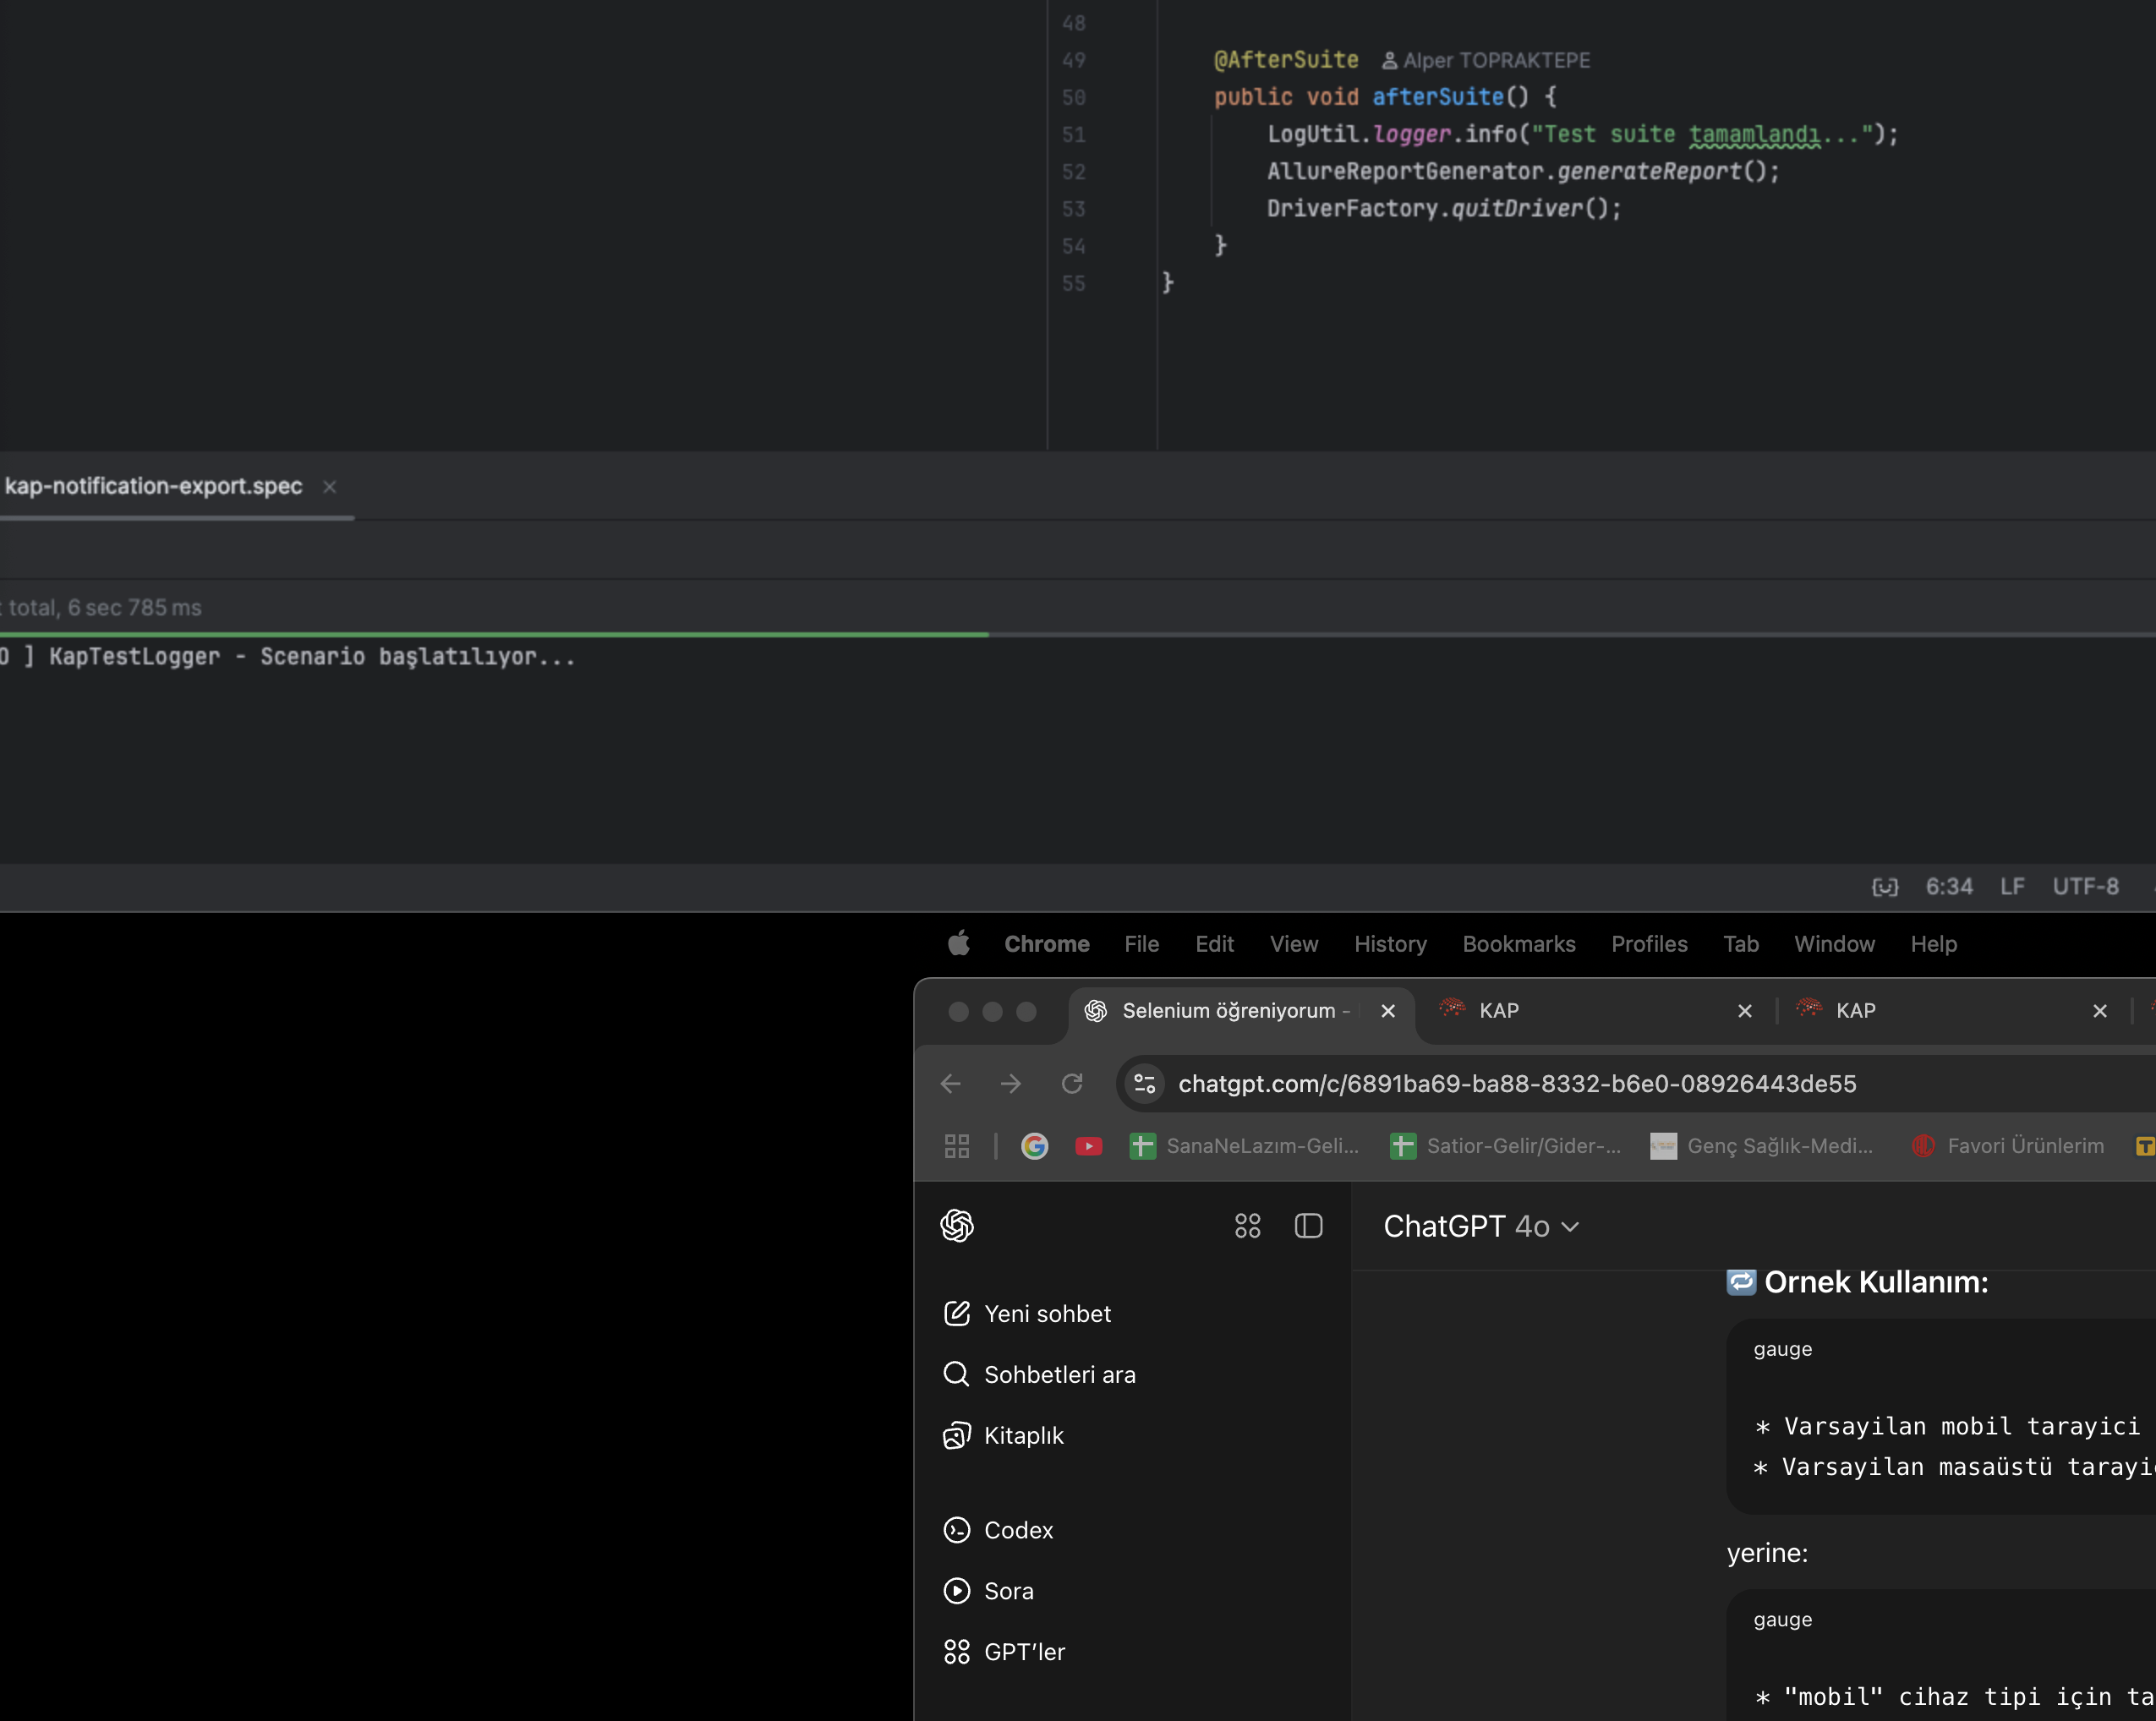 48
49 @AfterSuite Alper TOPRAKTEPE
50 public void afterSuite() {
51 LogUtil.logger.info("Test suite tamamlandı...");
52 AllureReportGenerator.generateReport();
53 DriverFactory.quitDriver();
54 }
55 }
kap-notification-export.spec
total, 6 sec 785 ms
] KapTestLogger - Scenario başlatılıyor...
6:34 LF UTF-8
Chrome File Edit View History Bookmarks Profiles Tab Window Help
Selenium öğreniyorum - KAP KAP
chatgpt.com/c/6891ba69-ba88-8332-b6e0-08926443de55
SanaNeLazım-Geli... Satior-Gelir/Gider-... Genç Sağlık-Medi... Favori Ürünlerim
ChatGPT 4o
Yeni sohbet
Sohbetleri ara
Kitaplık
Codex
Sora
GPT'ler
Örnek Kullanım:
gauge
* Varsayilan mobil tarayici
* Varsayilan masaüstü tarayi
yerine:
gauge
* "mobil" cihaz tipi için ta